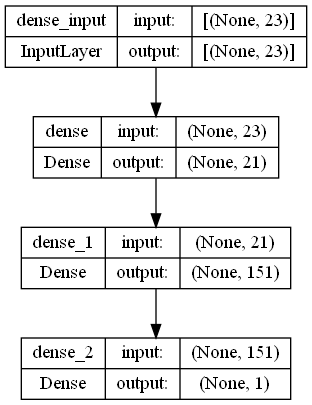 dense_input input: [(None, 23)]
InputLayer output: [(None, 23)]
dense input: (None, 23)
Dense output: (None, 21)
dense_1 input: (None, 21)
Dense output: (None, 151)
dense_2 input: (None, 151)
Dense output: (None, 1)